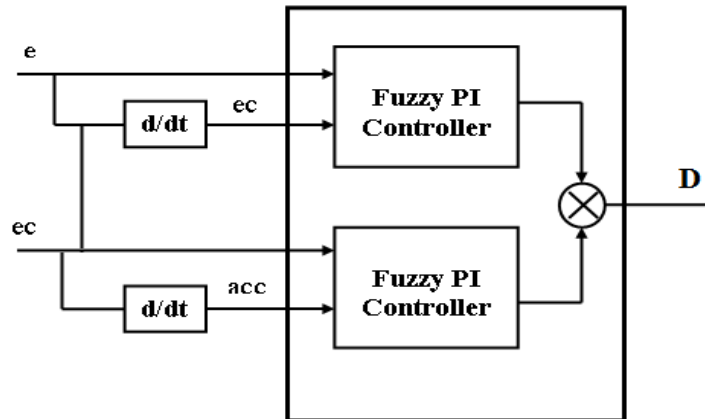 e
d/dt
ec
Fuzzy PI
Controller
D
ec
d/dt
acc
Fuzzy PI
Controller